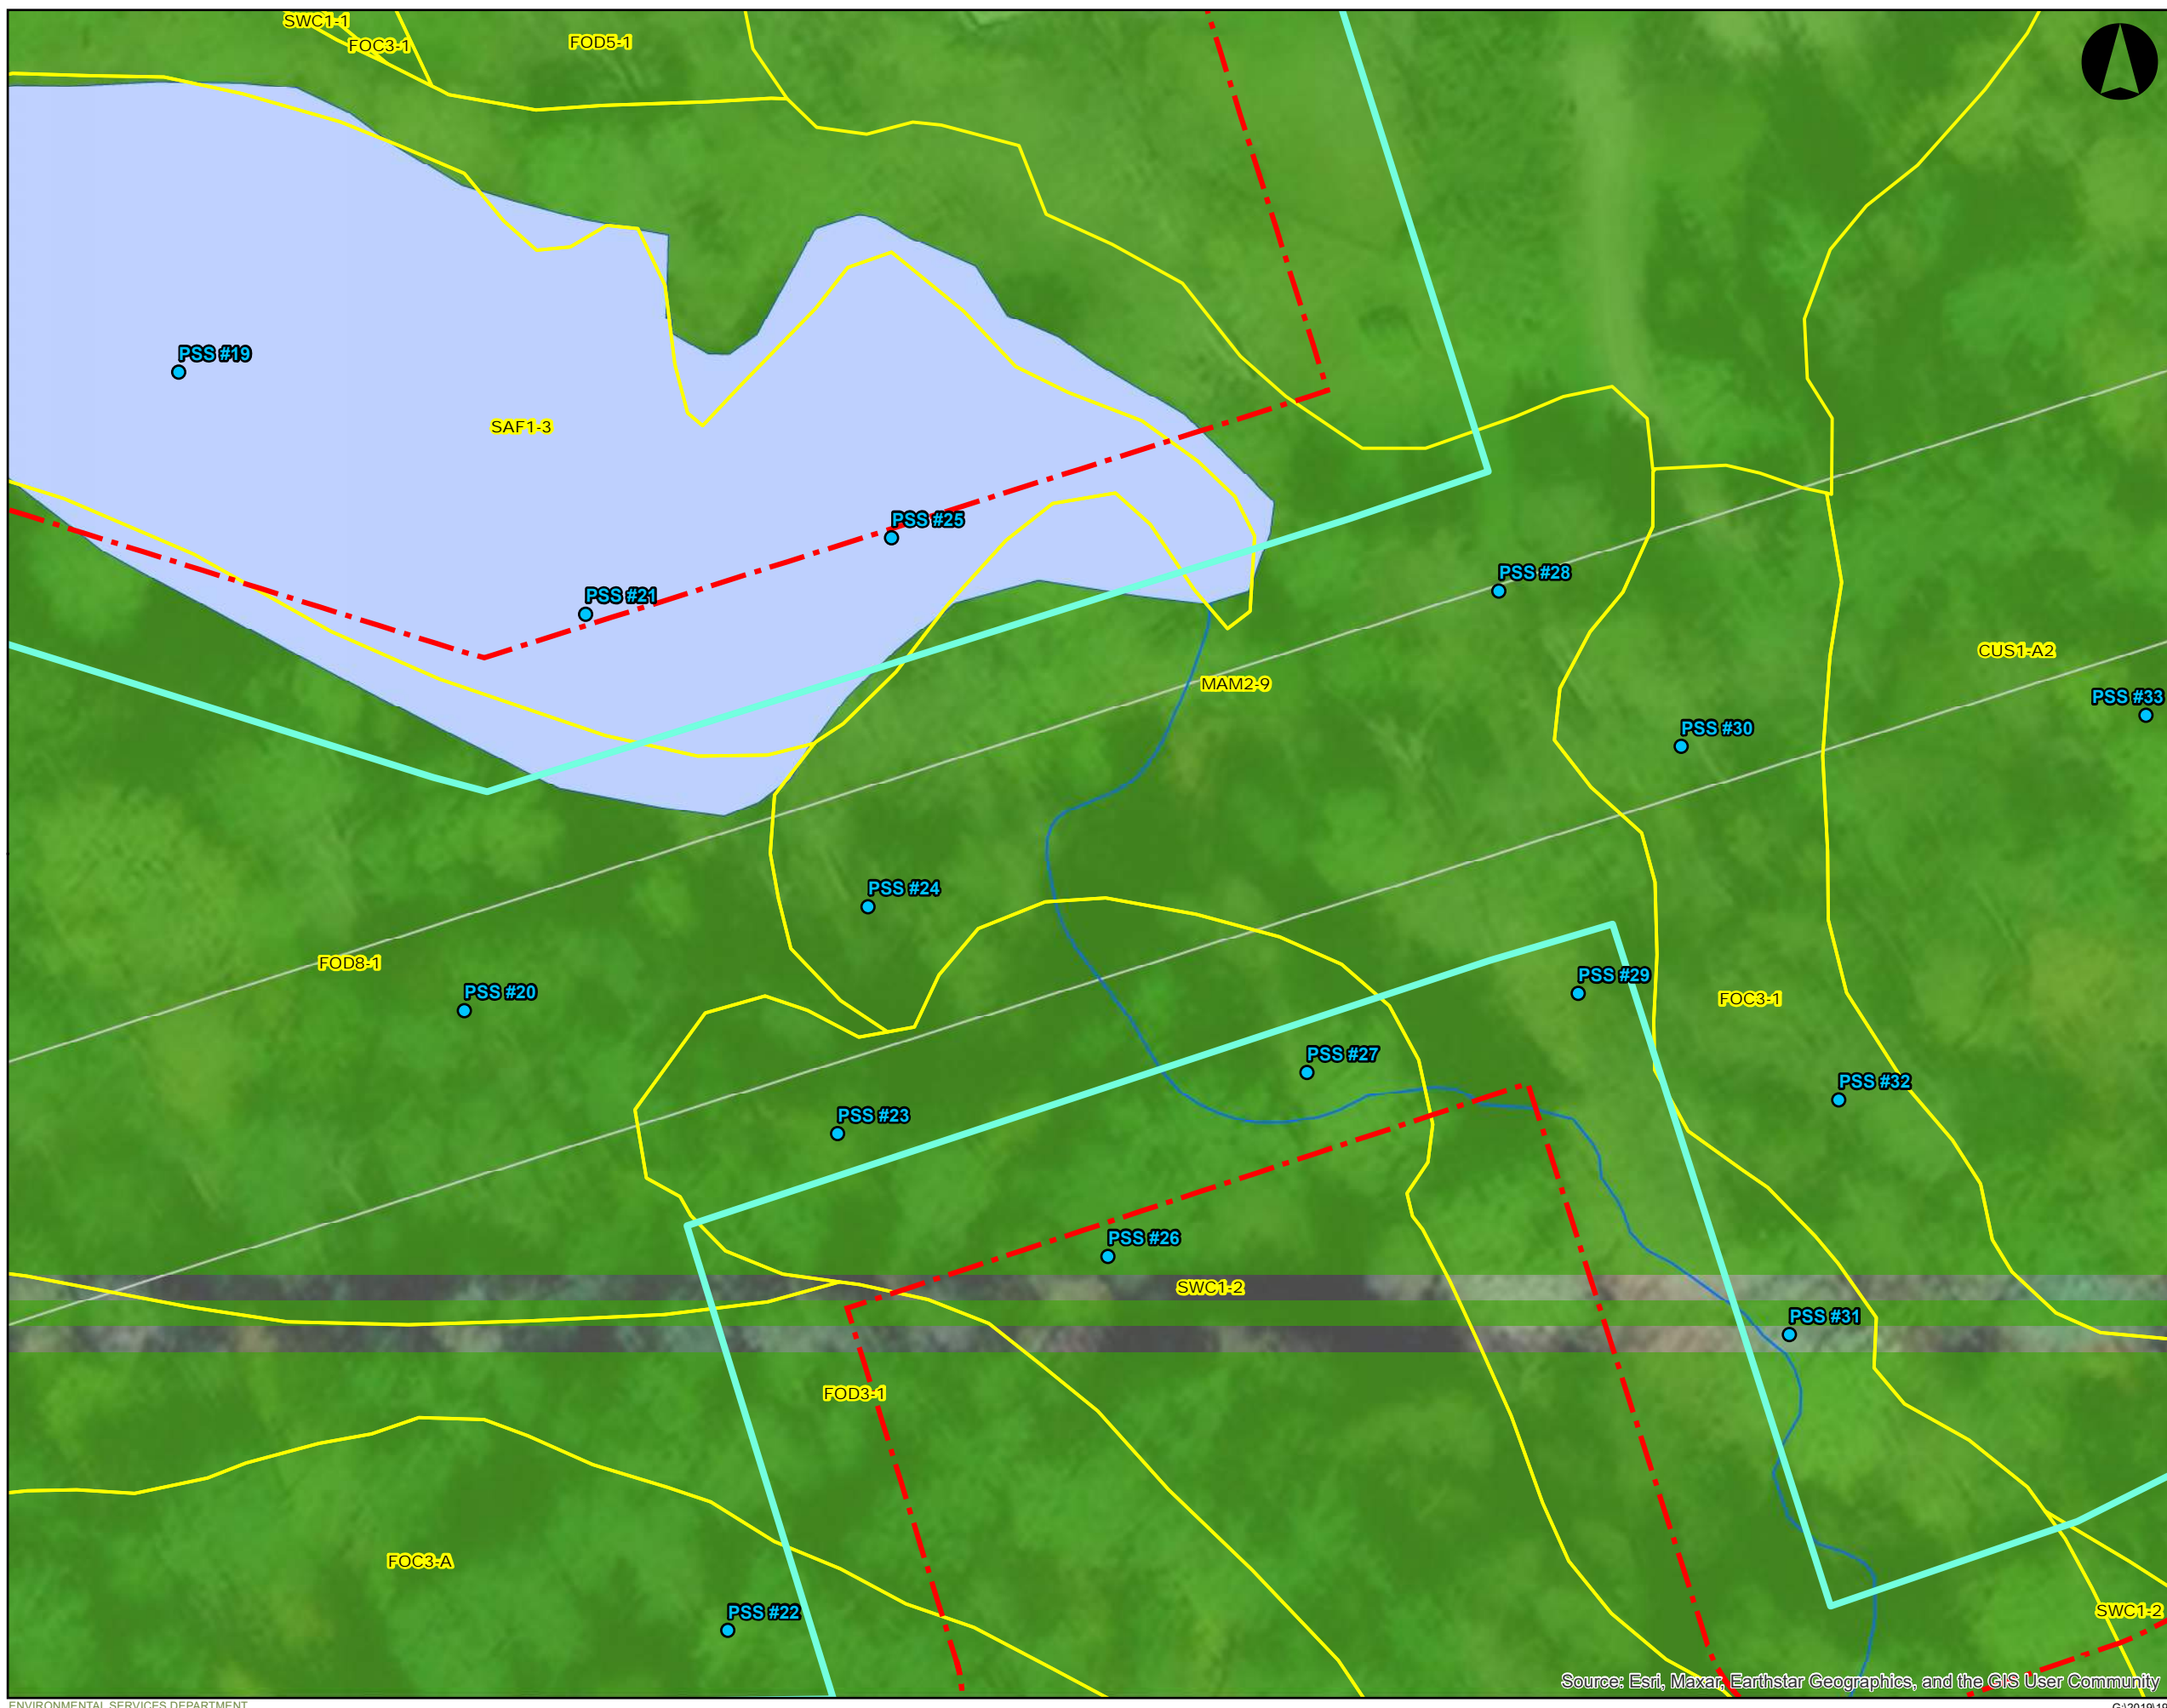 SWC1-1
FOC3-1
FOD5-1
PSS #19
SAF1-3
PSS #25
PSS #28
PSS #21
CUS1-A2
MAM2-9
PSS #33
PSS #30
PSS #24
FOD8-1
PSS #20
PSS #29
FOC3-1
PSS #27
PSS #32
PSS #23
PSS #26
SWC1-2
PSS #31
FOD3-1
FOC3-A
PSS #22
SWC1-2
Source: Esri, Maxar, Earthstar Geographics, and the GIS User Community
ENVIRONMENTAL SERVICES DEPARTMENT
G:\2019\19